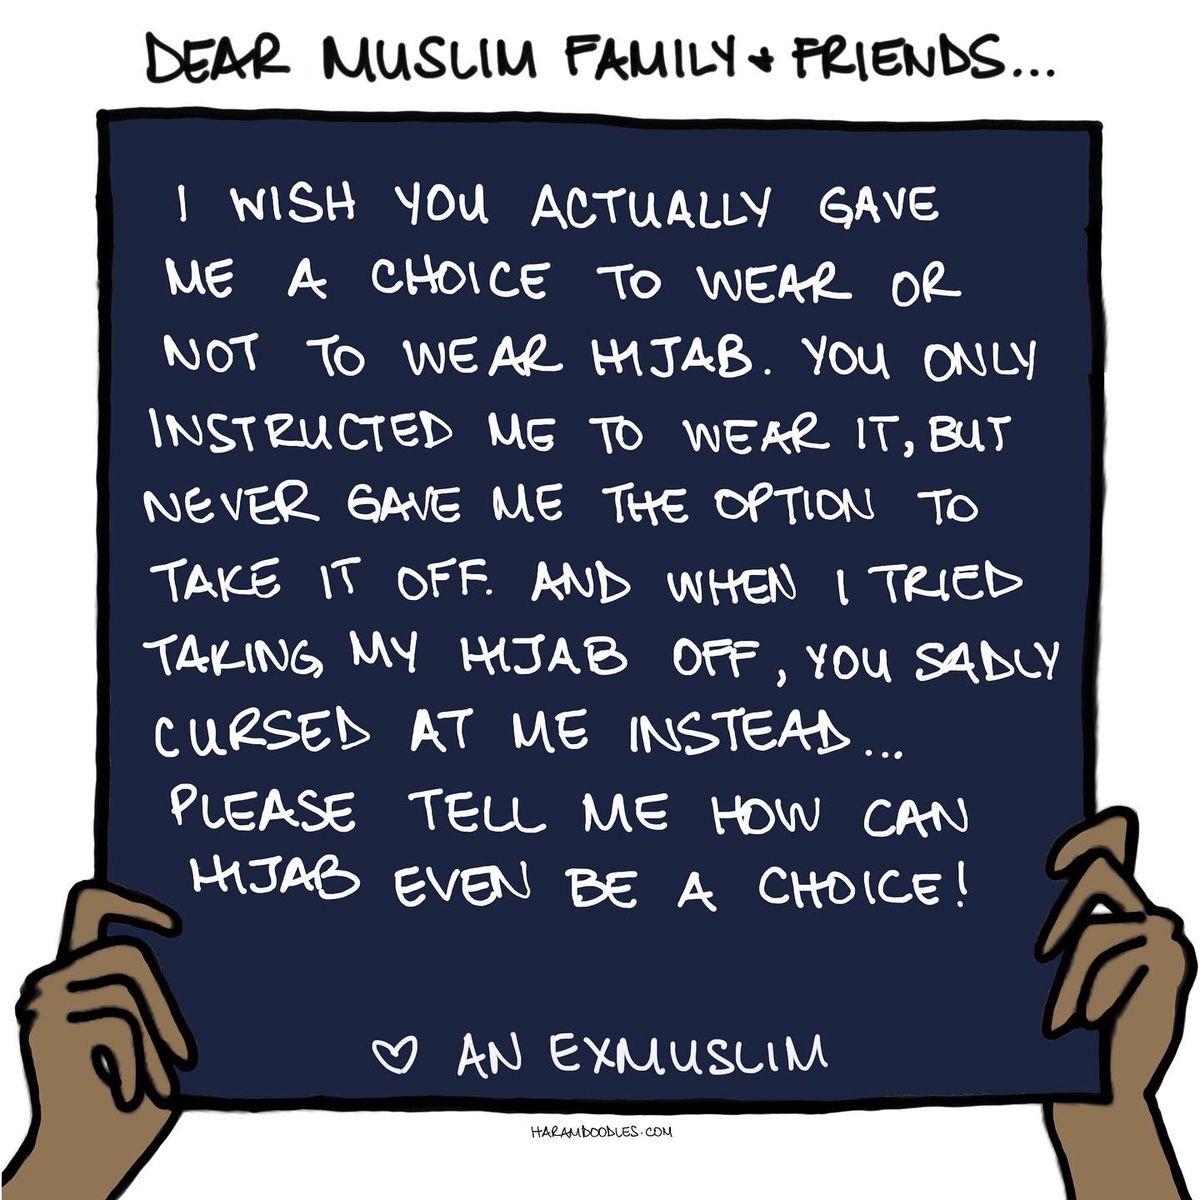 DEAR MUSLIM FAMILY + FRIENDS...
I WISH YOU ACTUALLY GAVE
ME A CHOICE TO WEAR OR
NOT TO WEAR HIJAB. YOU ONLY
INSTRUCTED ME TO WEAR IT, BUT
NEVER GAVE ME THE OPTION TO
TAKE IT OFF. AND WHEN I TRIED
TAKING MY HIJAB OFF, YOU SADLY
CURSED AT ME INSTEAD...
PLEASE TELL ME HOW CAN
HIJAB EVEN BE A CHOICE!
♡ AN EXMUSLIM
HARAMDOODLES.COM